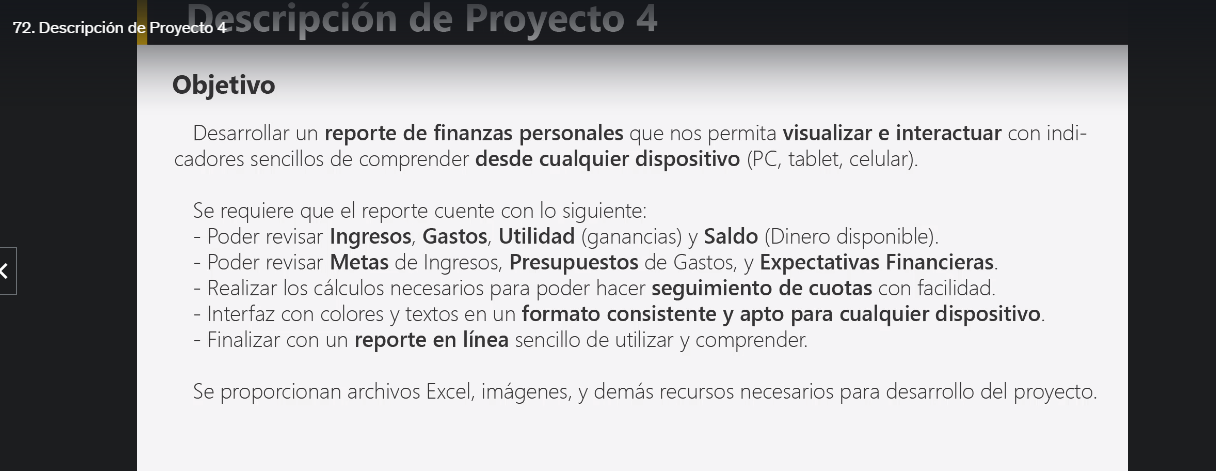 Descripción de Proyecto 4
72. Descripción de Proyecto 4
Objetivo
Desarrollar un reporte de finanzas personales que nos permita visualizar e interactuar con indi-
cadores sencillos de comprender desde cualquier dispositivo (PC, tablet, celular).
Se requiere que el reporte cuente con lo siguiente:
- Poder revisar Ingresos, Gastos, Utilidad (ganancias) y Saldo (Dinero disponible).
- Poder revisar Metas de Ingresos, Presupuestos de Gastos, y Expectativas Financieras.
- Realizar los cálculos necesarios para poder hacer seguimiento de cuotas con facilidad.
- Interfaz con colores y textos en un formato consistente y apto para cualquier dispositivo.
- Finalizar con un reporte en línea sencillo de utilizar y comprender.
Se proporcionan archivos Excel, imágenes, y demás recursos necesarios para desarrollo del proyecto.